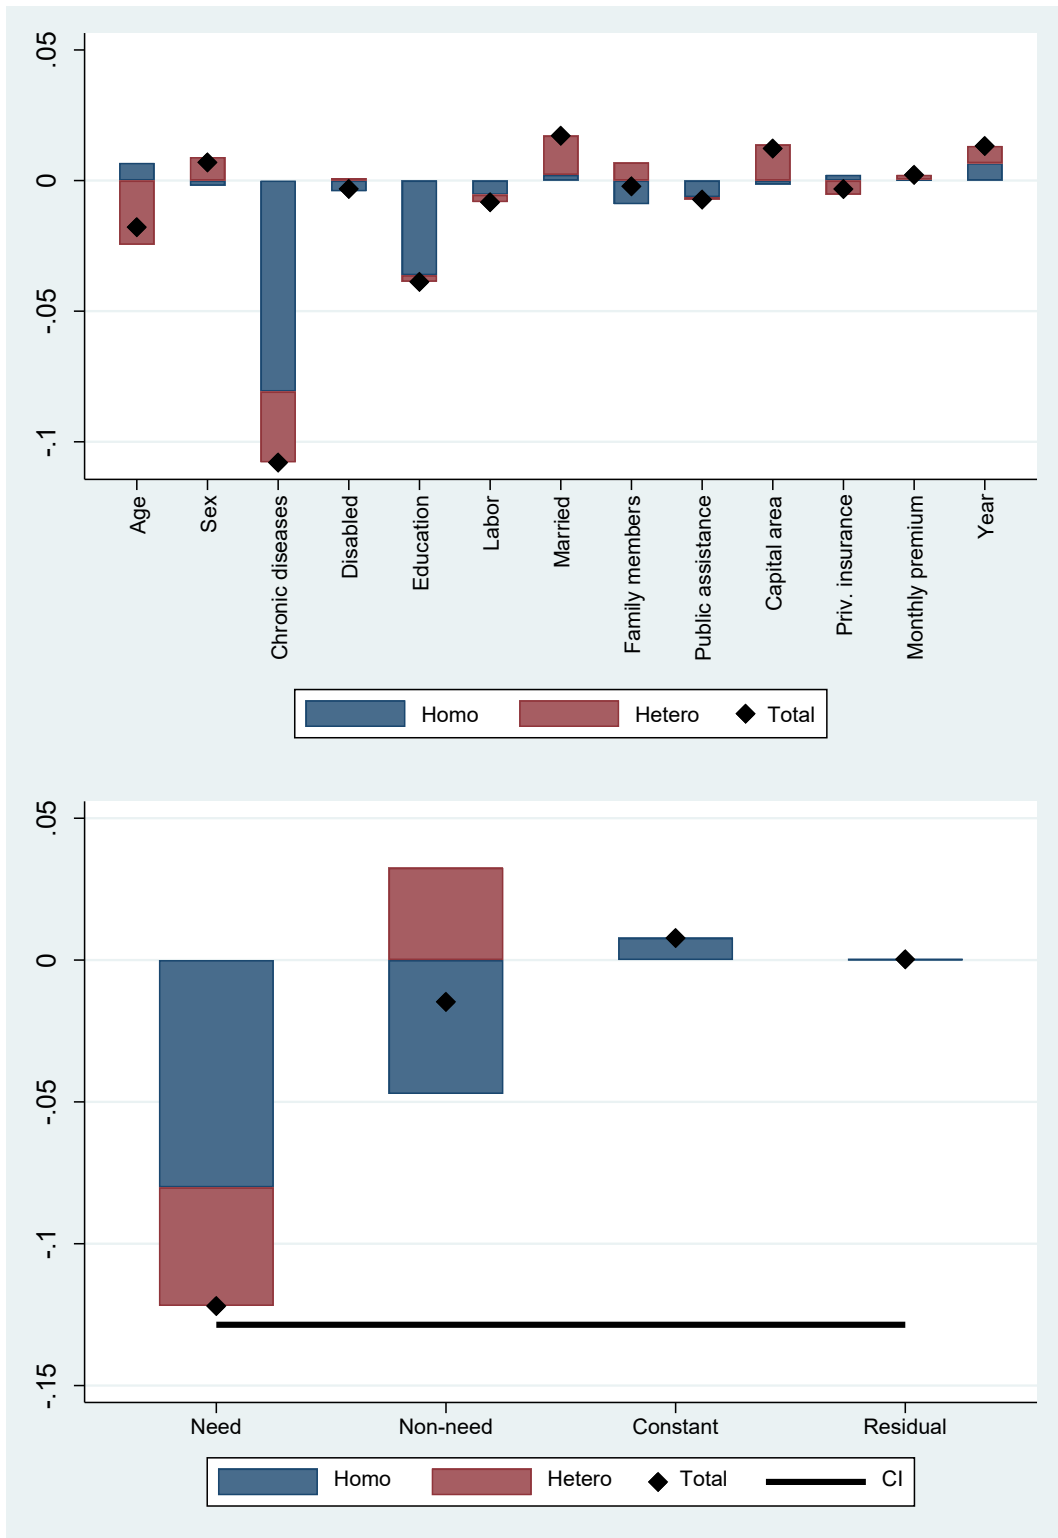 .05
0
-.05
-.1
Age
Sex
Chronic diseases
Disabled
Education
Labor
Married
Family members
Public assistance
Capital area
Priv. insurance
Monthly premium
Year
Homo Hetero Total
.05
0
-.05
-.1
-.15
Need Non-need Constant Residual
Homo Hetero Total CI